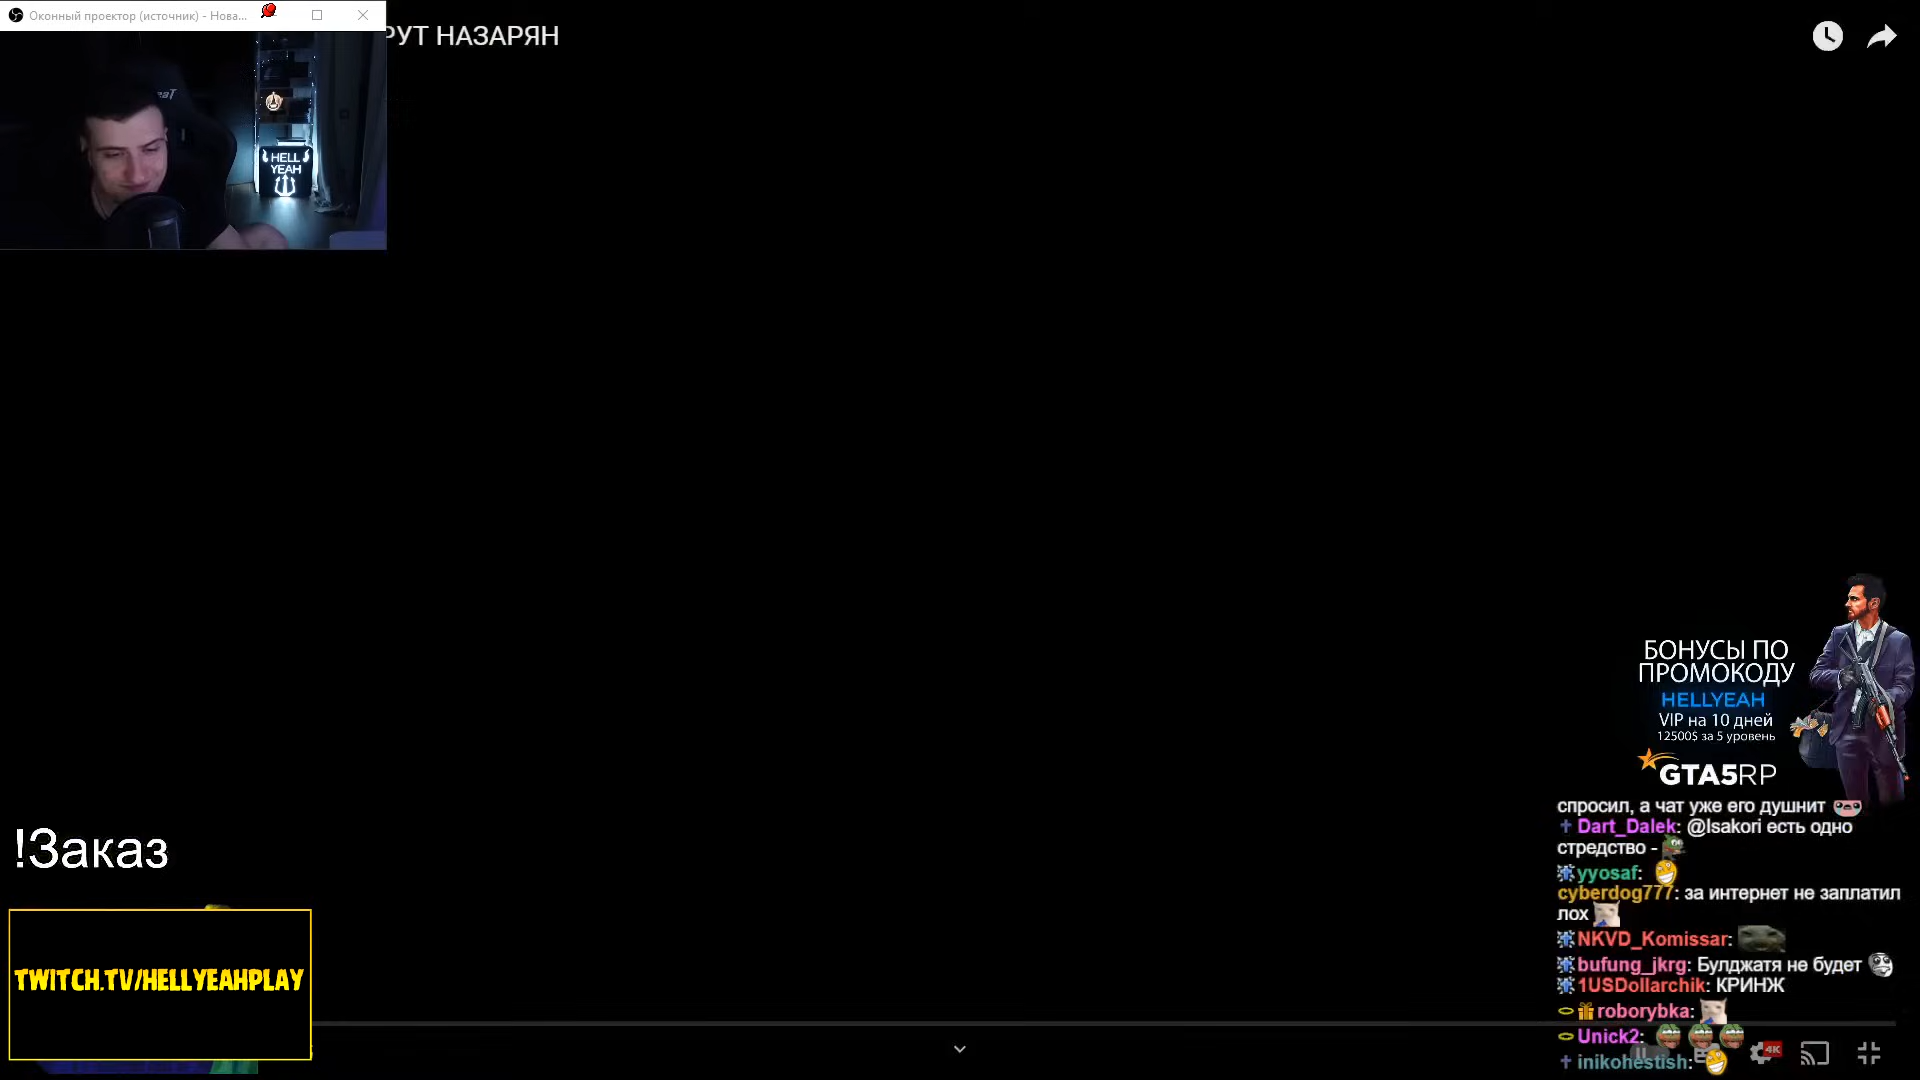 Оконный проектор (источник) - Нова...
РУТ НАЗАРЯН
HELL
YEAH
БОНУСЫ ПО
ПРОМОКОДУ
HELLYEAH
VIP на 10 дней
12500$ за 5 уровень
GTA5RP
!Заказ
TWITCH.TV/HELLYEAHPLAY
спросил, а чат уже его душнит
Dart_Dalek: @Isakori есть одно
стредство -
yyosaf:
cyberdog777: за интернет не заплатил
лох
NKVD_Komissar:
bufung_jkrg: Булджатя не будет
1USDollarchik: КРИНЖ
roborybka:
Unick2:
inikohestish:
4K